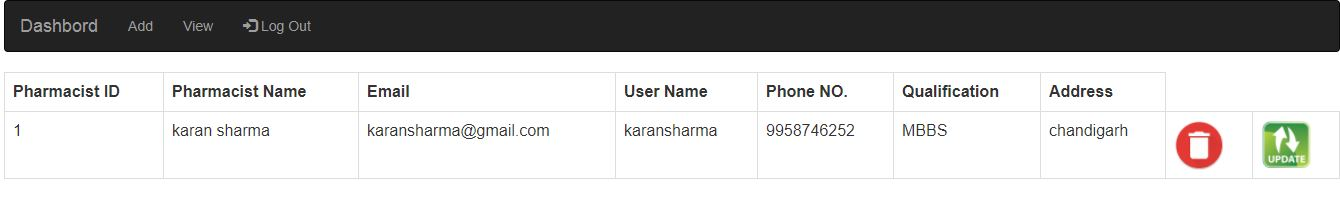 Dashbord Add View Log Out
Pharmacist ID Pharmacist Name Email User Name Phone NO. Qualification Address
1 karan sharma karansharma@gmail.com karansharma 9958746252 MBBS chandigarh UPDATE